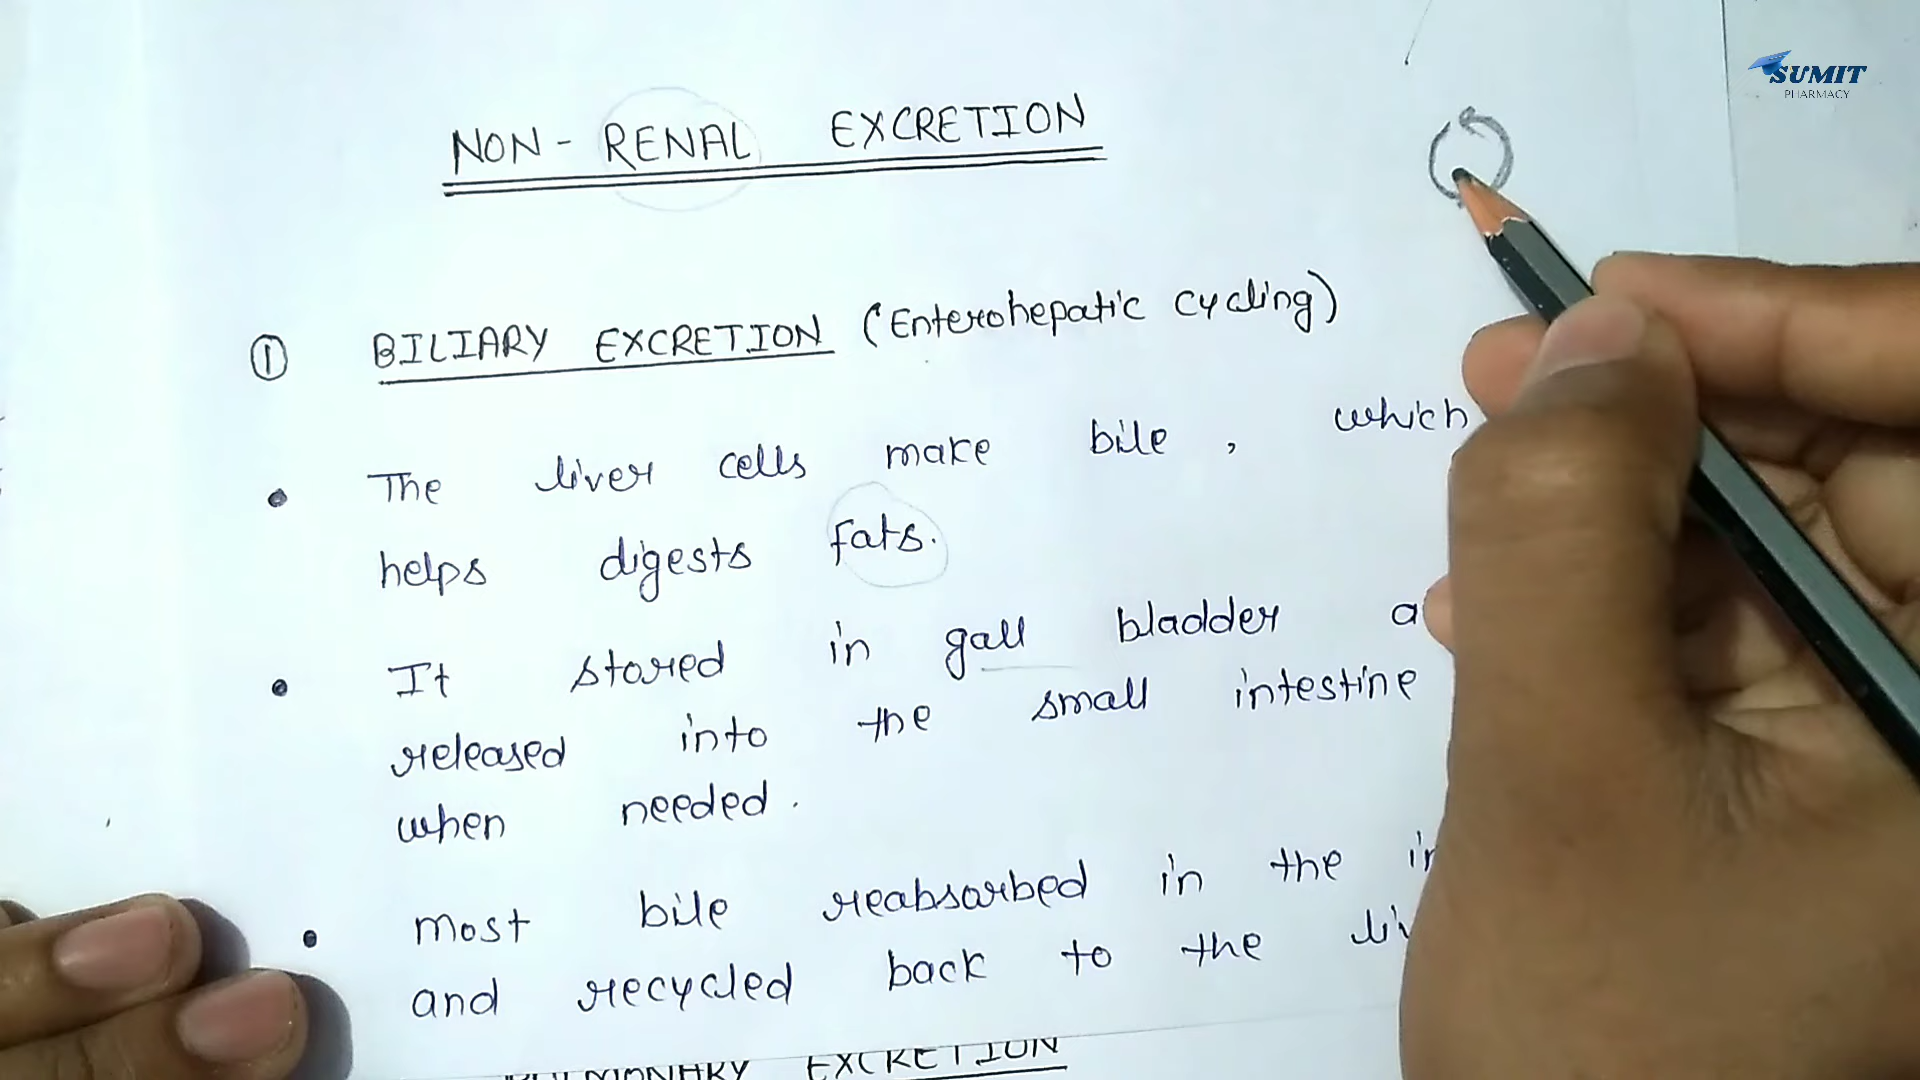 SUMIT
PHARMACY
NON-RENAL EXCRETION
① BILIARY EXCRETION (Enterohepatic cycling)
• The liver cells make bile, which
helps digests fats.
• It stored in gall bladder
released into the small intestine
when needed.
• most bile reabsorbed in the
and recycled back to the
PULMONARY EXCRETION